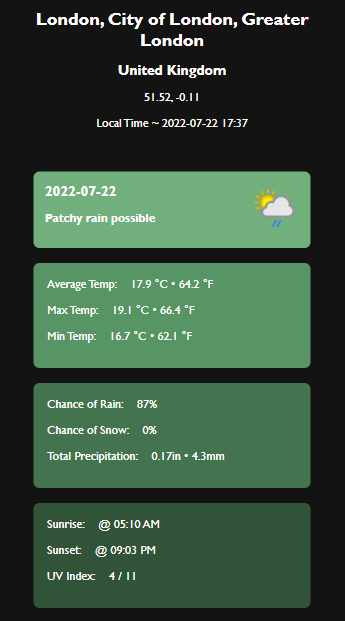 London, City of London, Greater
London
United Kingdom
51.52, -0.11
Local Time ~ 2022-07-22 17:37
2022-07-22
Patchy rain possible
Average Temp: 17.9 °C • 64.2 °F
Max Temp: 19.1 °C • 66.4 °F
Min Temp: 16.7 °C • 62.1 °F
Chance of Rain: 87%
Chance of Snow: 0%
Total Precipitation: 0.17in • 4.3mm
Sunrise: @ 05:10 AM
Sunset: @ 09:03 PM
UV Index: 4 / 11